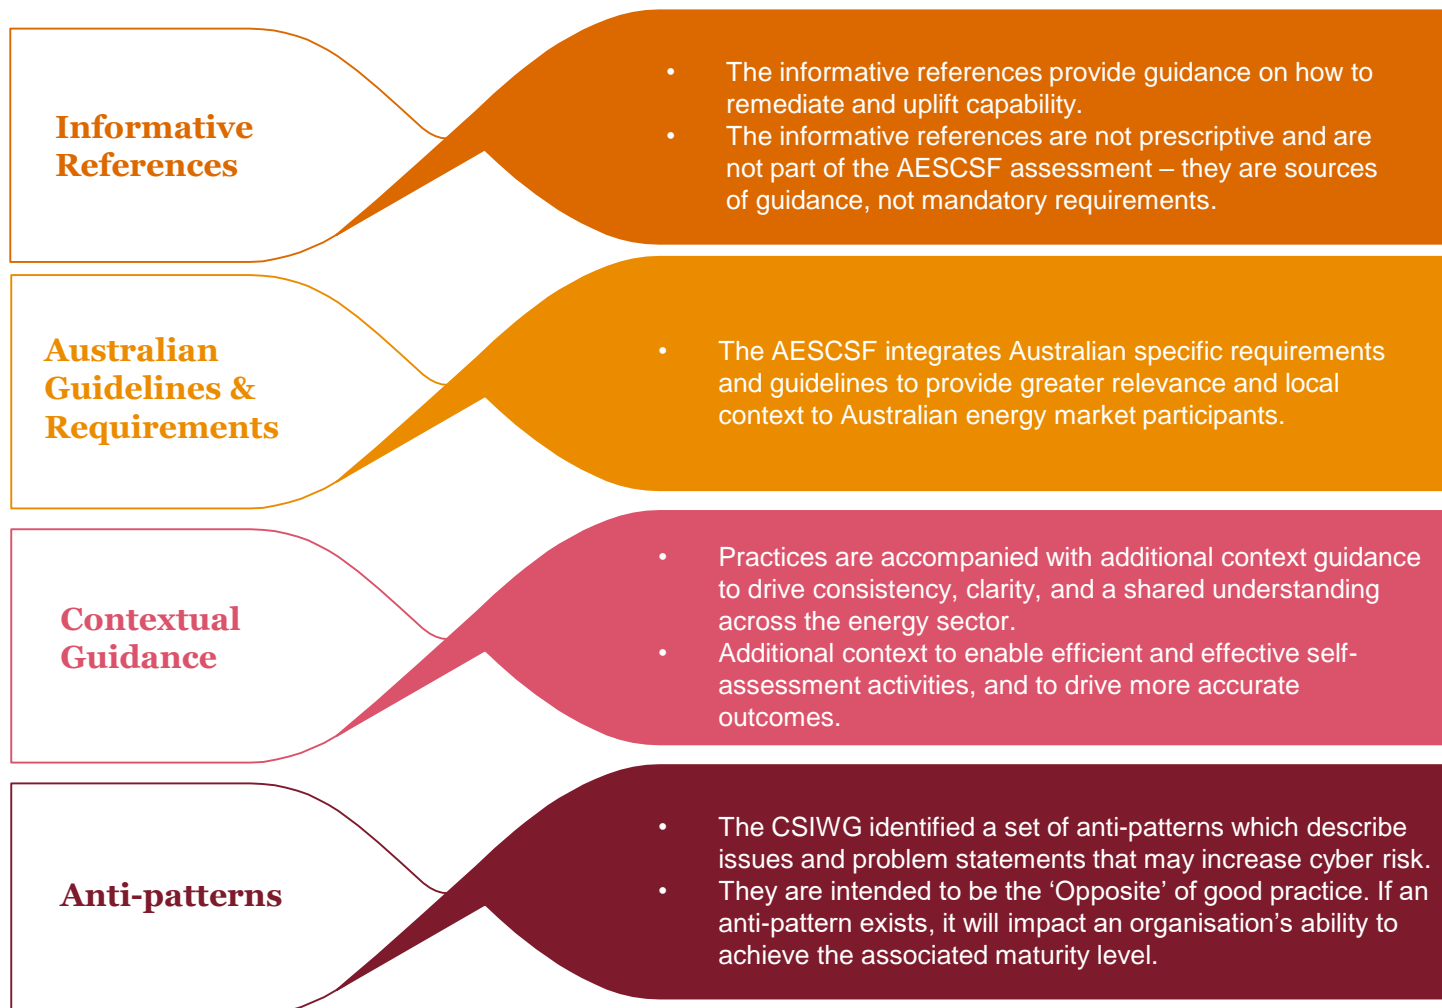 Informative
References
• The informative references provide guidance on how to
remediate and uplift capability.
• The informative references are not prescriptive and are
not part of the AESCSF assessment – they are sources
of guidance, not mandatory requirements.
Australian
Guidelines &
Requirements
• The AESCSF integrates Australian specific requirements
and guidelines to provide greater relevance and local
context to Australian energy market participants.
Contextual
Guidance
• Practices are accompanied with additional context guidance
to drive consistency, clarity, and a shared understanding
across the energy sector.
• Additional context to enable efficient and effective self-
assessment activities, and to drive more accurate
outcomes.
Anti-patterns
• The CSIWG identified a set of anti-patterns which describe
issues and problem statements that may increase cyber risk.
• They are intended to be the ‘Opposite’ of good practice. If an
anti-pattern exists, it will impact an organisation’s ability to
achieve the associated maturity level.